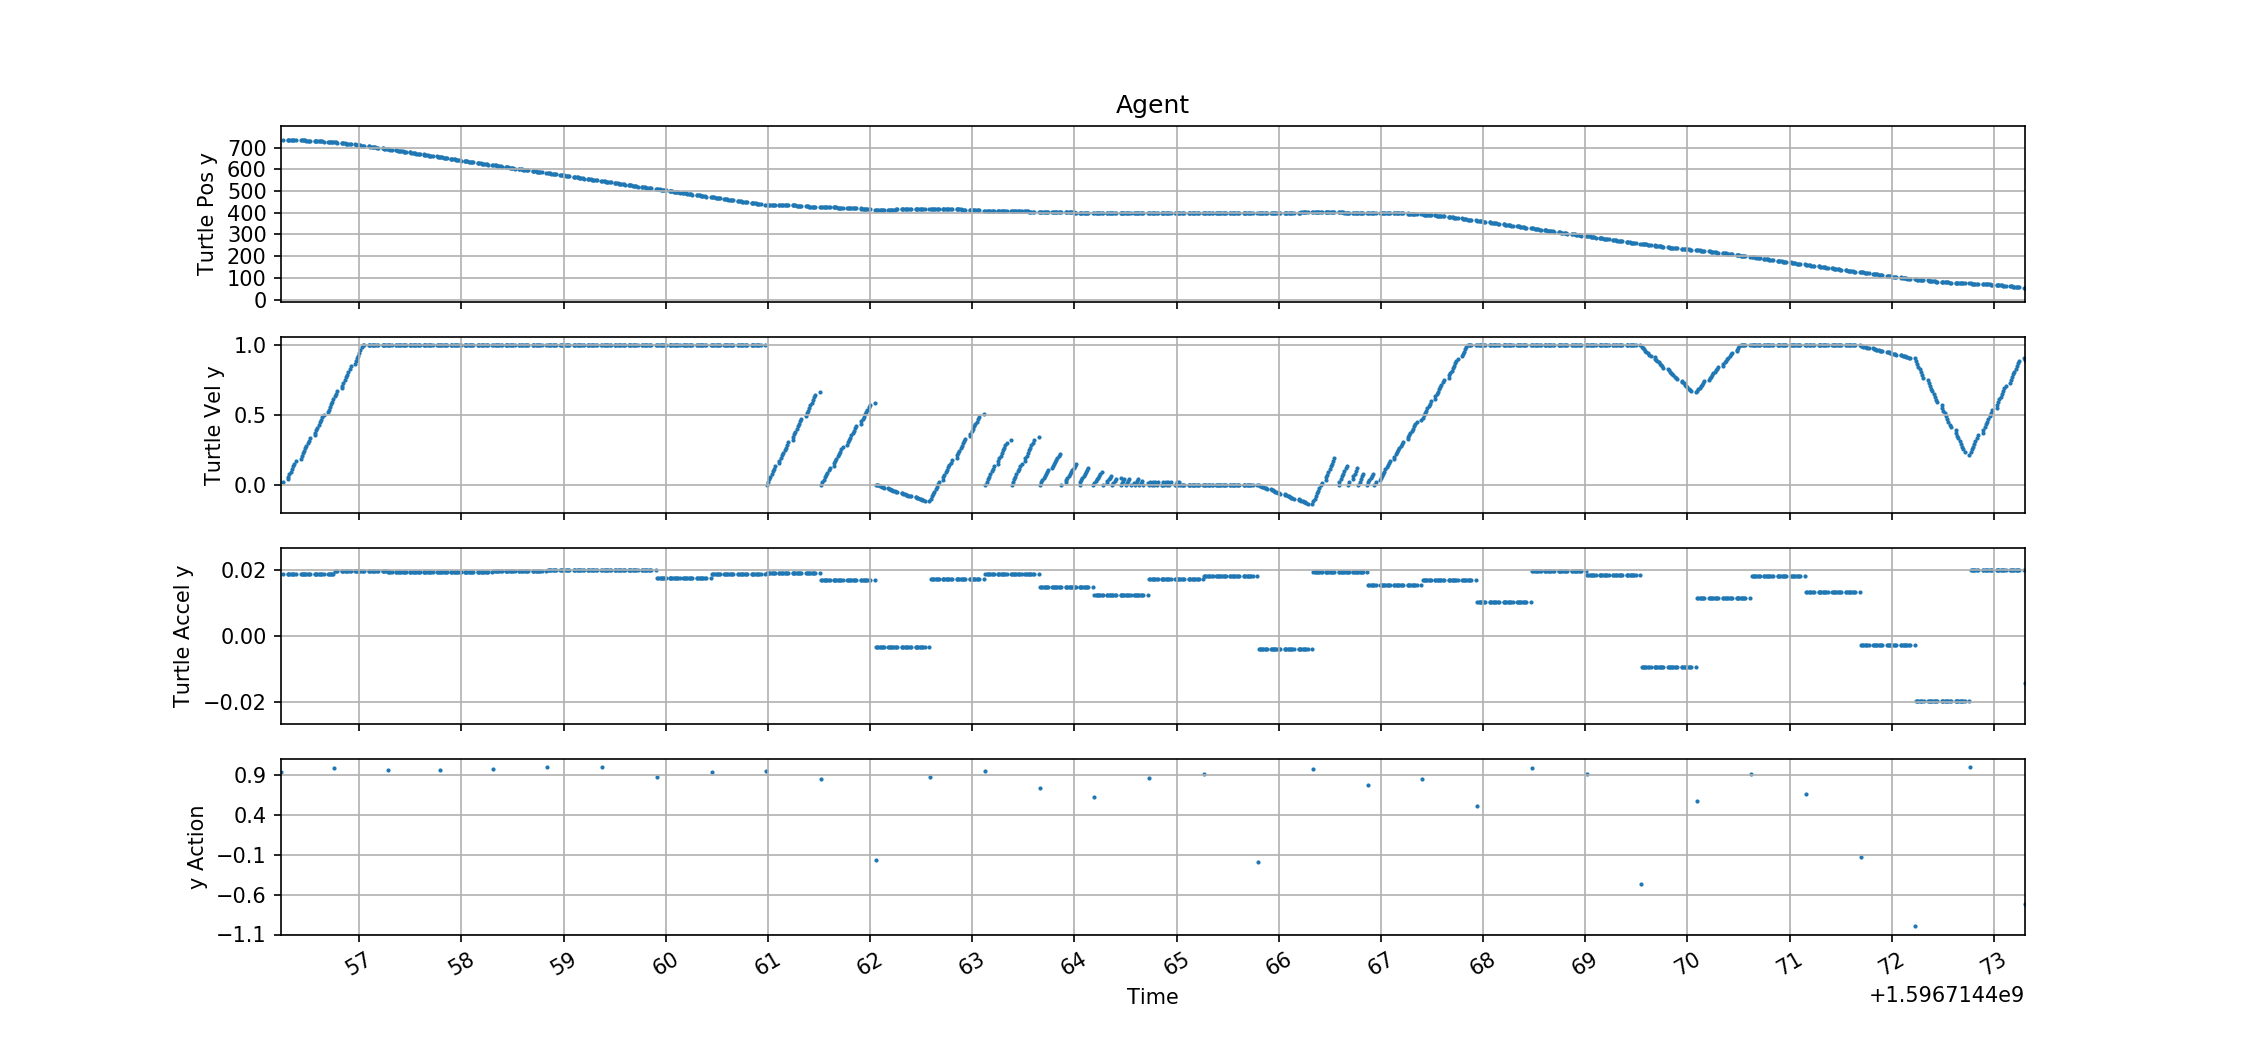 Agent
Turtle Pos y
700
600
500
400
300
200
100
0
Turtle Vel y
1.0
0.5
0.0
Turtle Accel y
0.02
0.00
−0.02
y Action
0.9
0.4
−0.1
−0.6
−1.1
57 58 59 60 61 62 63 64 65 66 67 68 69 70 71 72 73
Time
+1.5967144e9